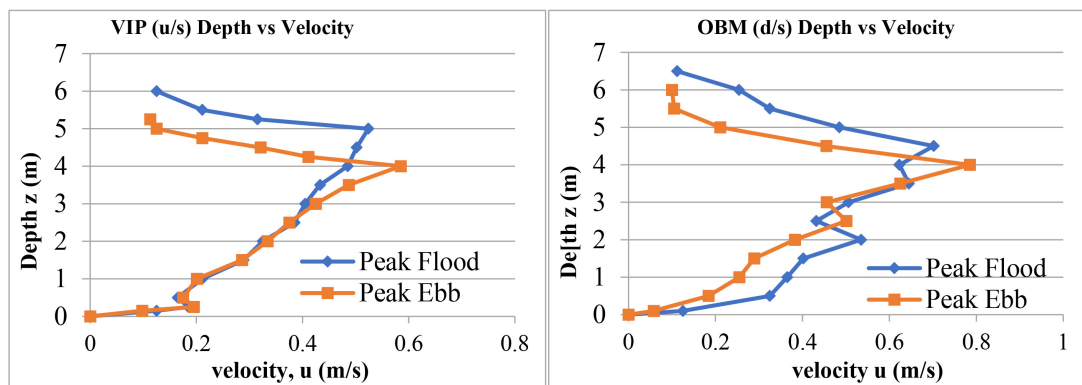 VIP (u/s) Depth vs Velocity
7
6
5
4
3
2
1
0
Depth z (m)
Peak Flood
Peak Ebb
0 0.2 0.4 0.6 0.8
velocity, u (m/s)
OBM (d/s) Depth vs Velocity
7
6
5
4
3
2
1
0
De[th z (m)
Peak Flood
Peak Ebb
0 0.2 0.4 0.6 0.8 1
velocity u (m/s)